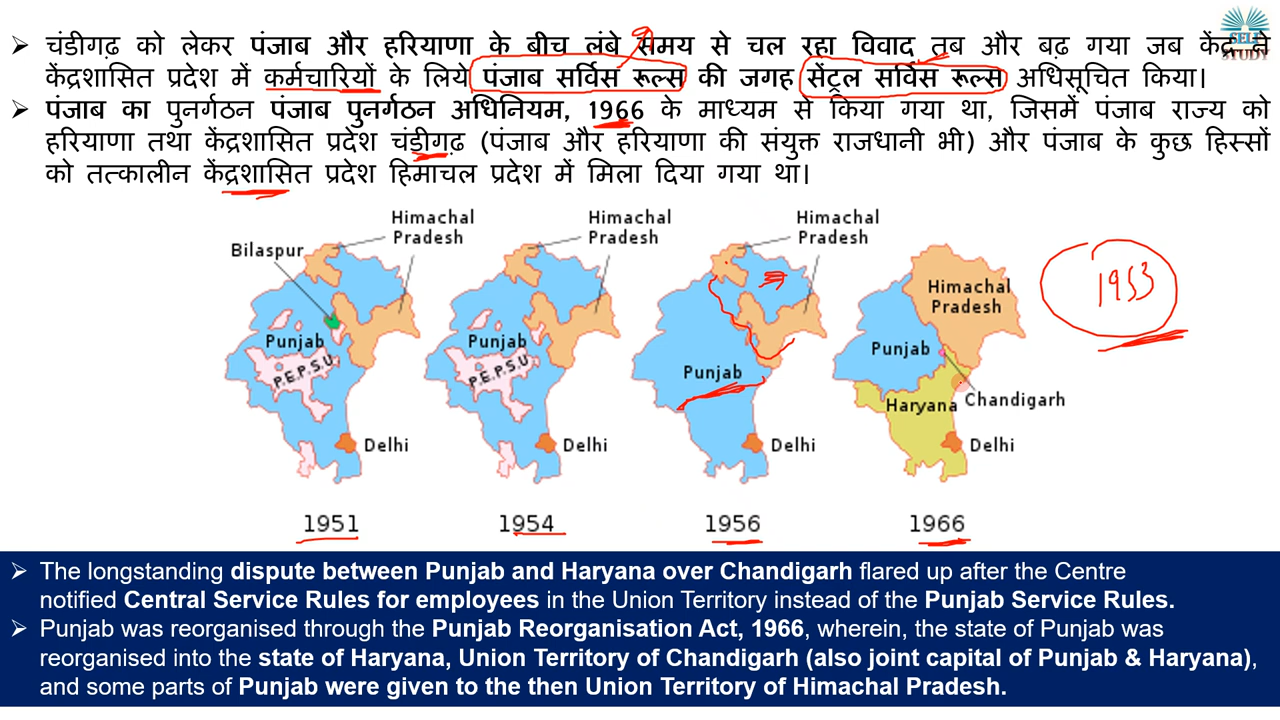 SELF STUDY
➢ चंडीगढ़ को लेकर पंजाब और हरियाणा के बीच लंबे समय से चल रहा विवाद तब और बढ़ गया जब केंद्र ने
केंद्रशासित प्रदेश में कर्मचारियों के लिये पंजाब सर्विस रूल्स की जगह सेंट्रल सर्विस रूल्स अधिसूचित किया।
➢ पंजाब का पुनर्गठन पंजाब पुनर्गठन अधिनियम, 1966 के माध्यम से किया गया था, जिसमें पंजाब राज्य को
हरियाणा तथा केंद्रशासित प्रदेश चंडीगढ़ (पंजाब और हरियाणा की संयुक्त राजधानी भी) और पंजाब के कुछ हिस्सों
को तत्कालीन केंद्रशासित प्रदेश हिमाचल प्रदेश में मिला दिया गया था।
Bilaspur
Himachal
Pradesh
Punjab
P.E.P.S.U
Delhi
1951
Himachal
Pradesh
Punjab
P.E.P.S.U
Delhi
1954
Himachal
Pradesh
Punjab
Delhi
1956
Himachal
Pradesh
Punjab
Haryana
Chandigarh
Delhi
1966
1953
➢ The longstanding dispute between Punjab and Haryana over Chandigarh flared up after the Centre
notified Central Service Rules for employees in the Union Territory instead of the Punjab Service Rules.
➢ Punjab was reorganised through the Punjab Reorganisation Act, 1966, wherein, the state of Punjab was
reorganised into the state of Haryana, Union Territory of Chandigarh (also joint capital of Punjab & Haryana),
and some parts of Punjab were given to the then Union Territory of Himachal Pradesh.